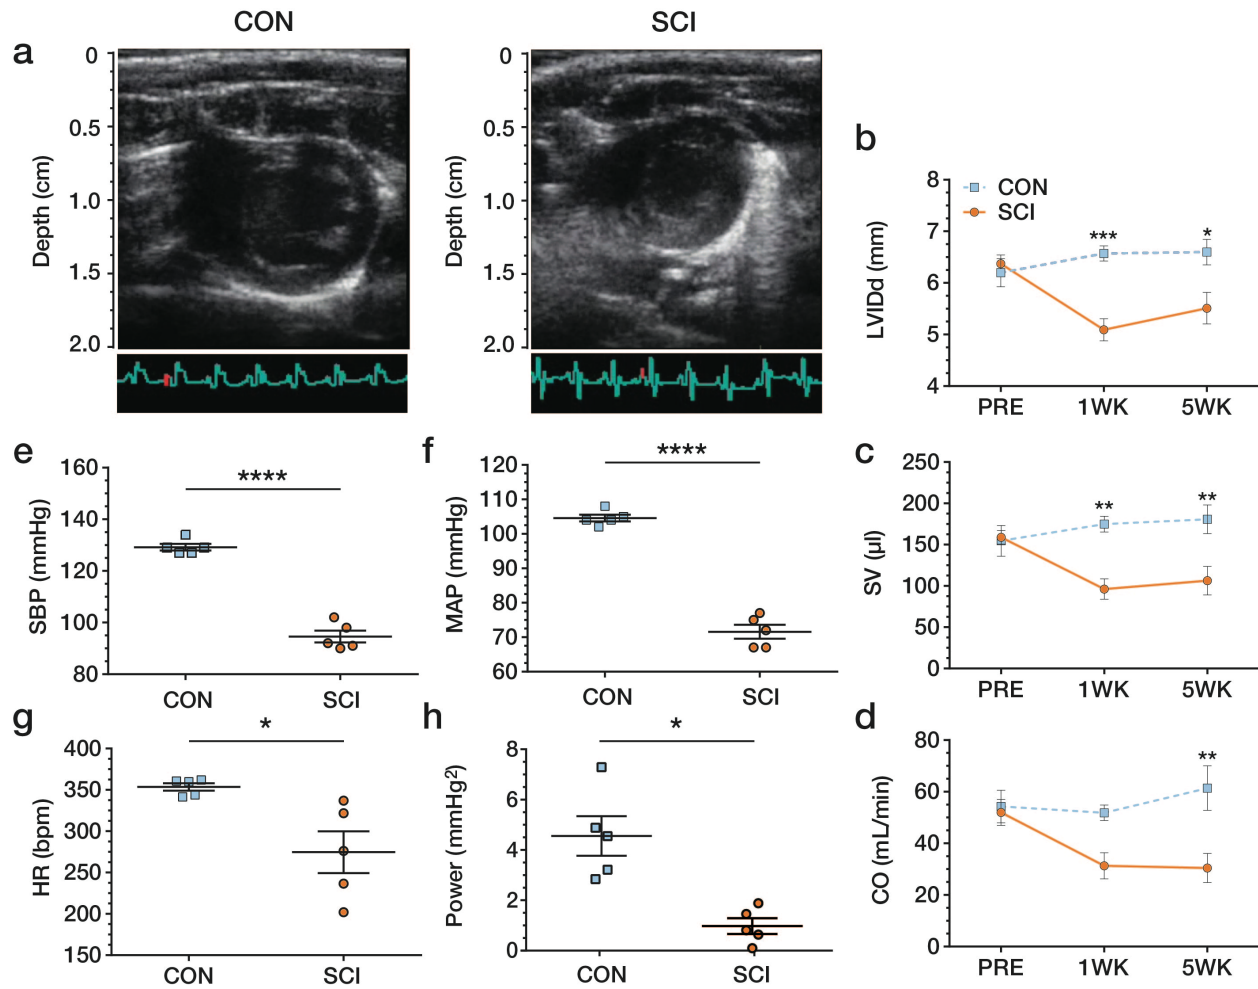 CON
SCI
a
0
0.5
1.0
1.5
2.0
Depth (cm)
0
0.5
1.0
1.5
2.0
Depth (cm)
b
8
7
6
5
4
LVIDd (mm)
CON
SCI
***
*
PRE 1WK 5WK
e
160
140
120
100
80
SBP (mmHg)
****
CON SCI
f
120
110
100
90
80
70
60
MAP (mmHg)
****
CON SCI
c
250
200
150
100
50
0
SV (µl)
**
**
PRE 1WK 5WK
g
400
350
300
250
200
150
HR (bpm)
*
CON SCI
h
8
6
4
2
0
Power (mmHg²)
*
CON SCI
d
80
60
40
20
0
CO (mL/min)
**
PRE 1WK 5WK